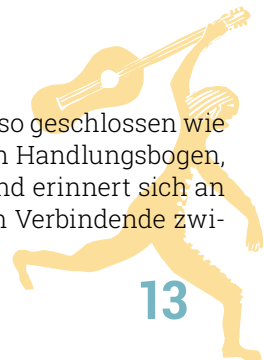 so geschlossen wie
n Handlungsbogen,
nd erinnert sich an
n Verbindende zwi-
13